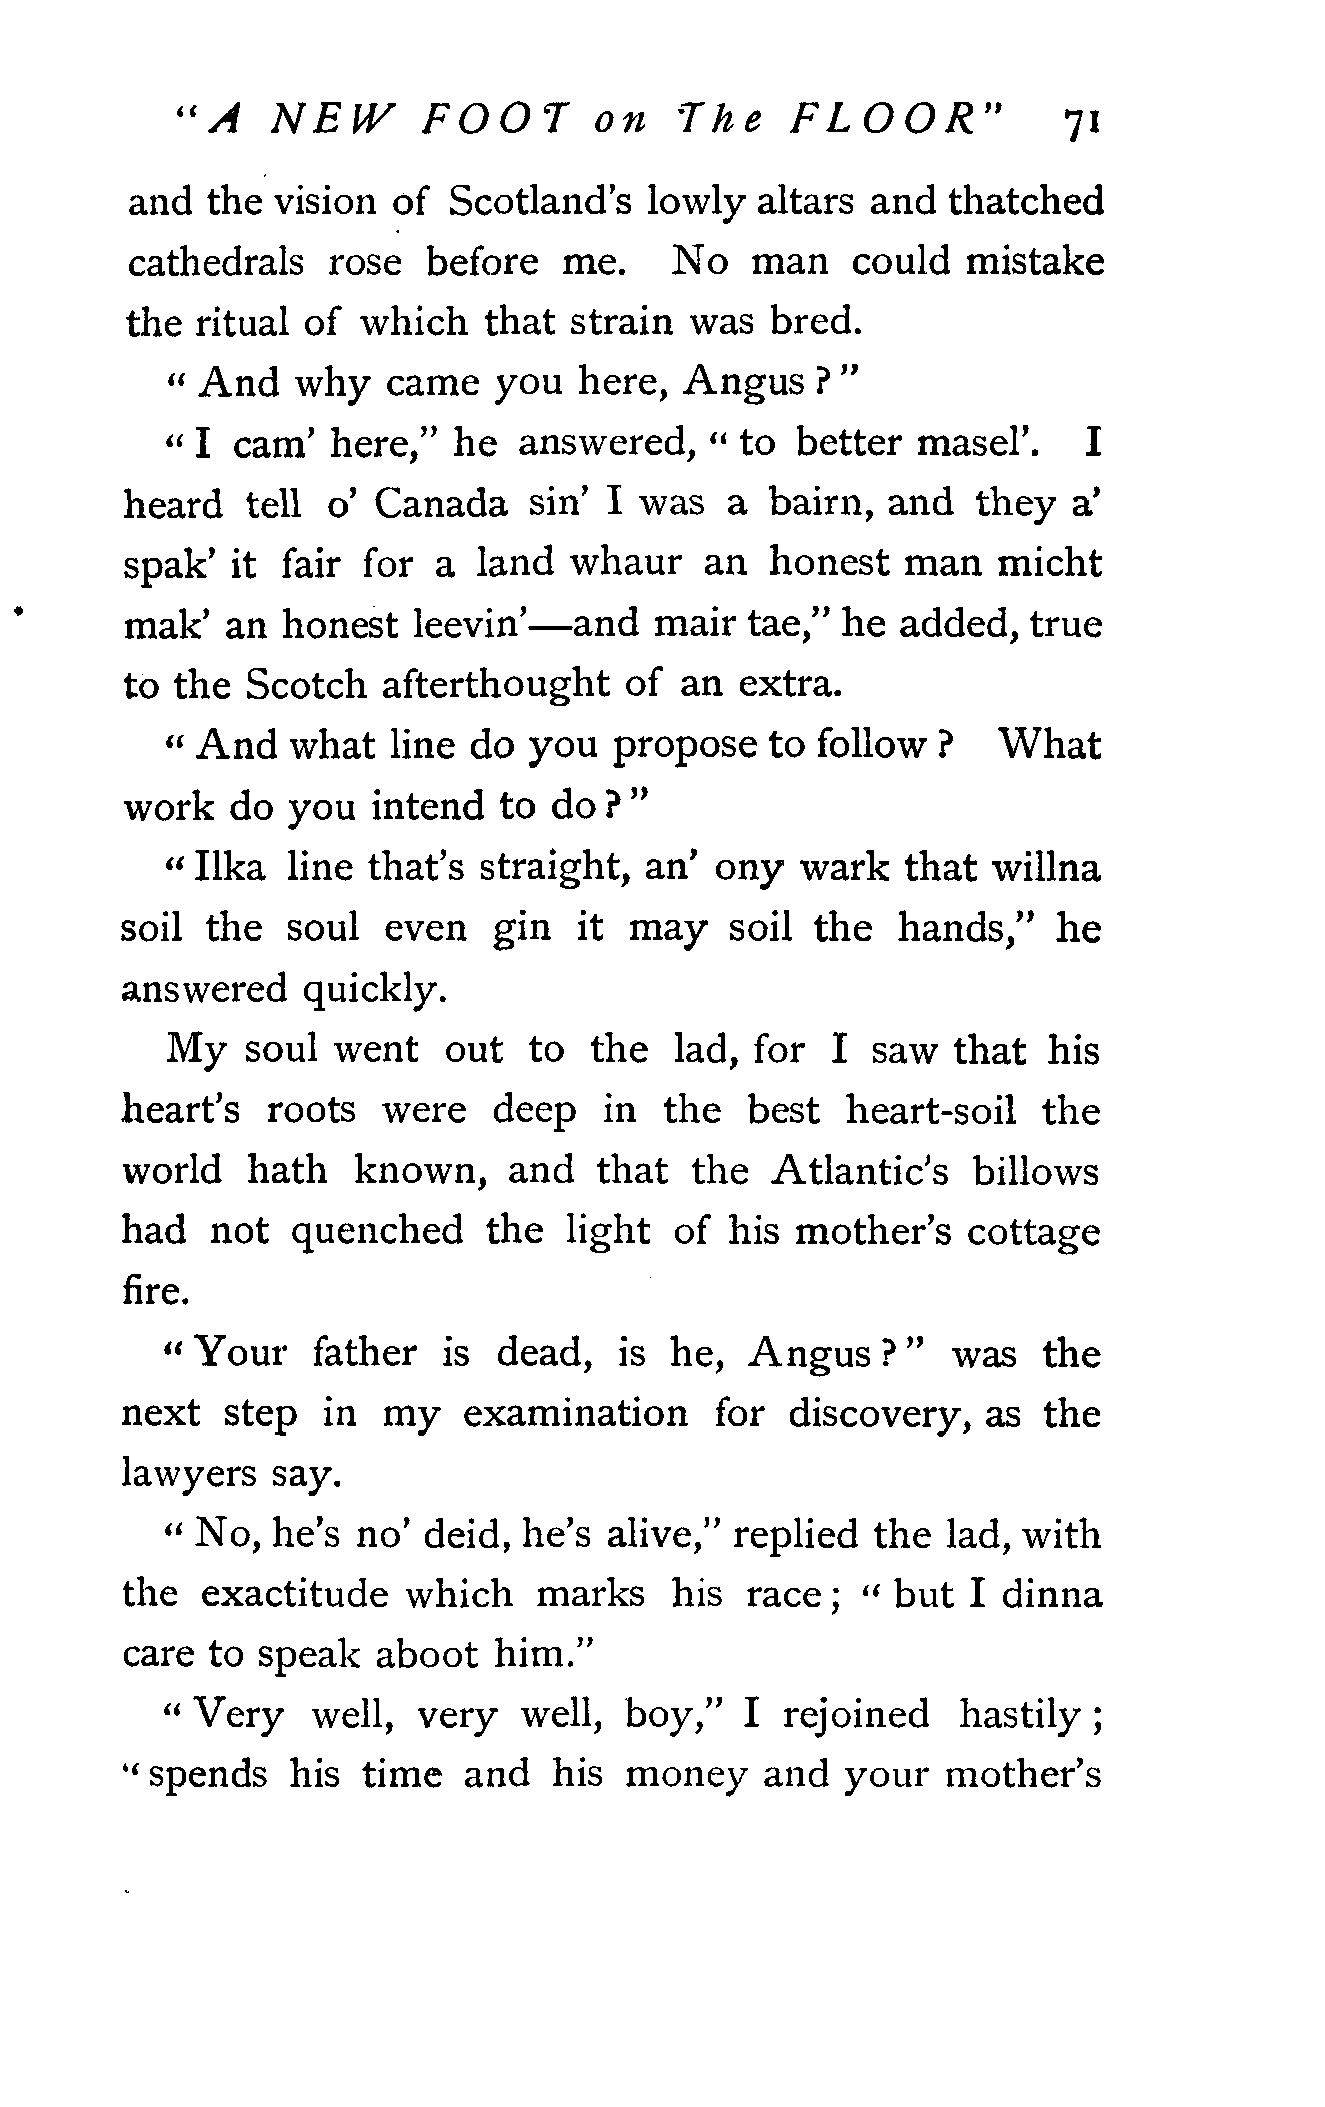 "A NEW FOOT on The FLOOR" 71
and the vision of Scotland's lowly altars and thatched
cathedrals rose before me. No man could mistake
the ritual of which that strain was bred.
" And why came you here, Angus ? "
" I cam' here," he answered, " to better masel'. I
heard tell o' Canada sin' I was a bairn, and they a'
spak' it fair for a land whaur an honest man micht
mak' an honest leevin'—and mair tae," he added, true
to the Scotch afterthought of an extra.
" And what line do you propose to follow ? What
work do you intend to do ? "
" Ilka line that's straight, an' ony wark that willna
soil the soul even gin it may soil the hands," he
answered quickly.
My soul went out to the lad, for I saw that his
heart's roots were deep in the best heart-soil the
world hath known, and that the Atlantic's billows
had not quenched the light of his mother's cottage
fire.
" Your father is dead, is he, Angus ? " was the
next step in my examination for discovery, as the
lawyers say.
" No, he's no' deid, he's alive," replied the lad, with
the exactitude which marks his race ; " but I dinna
care to speak aboot him."
" Very well, very well, boy," I rejoined hastily ;
" spends his time and his money and your mother's